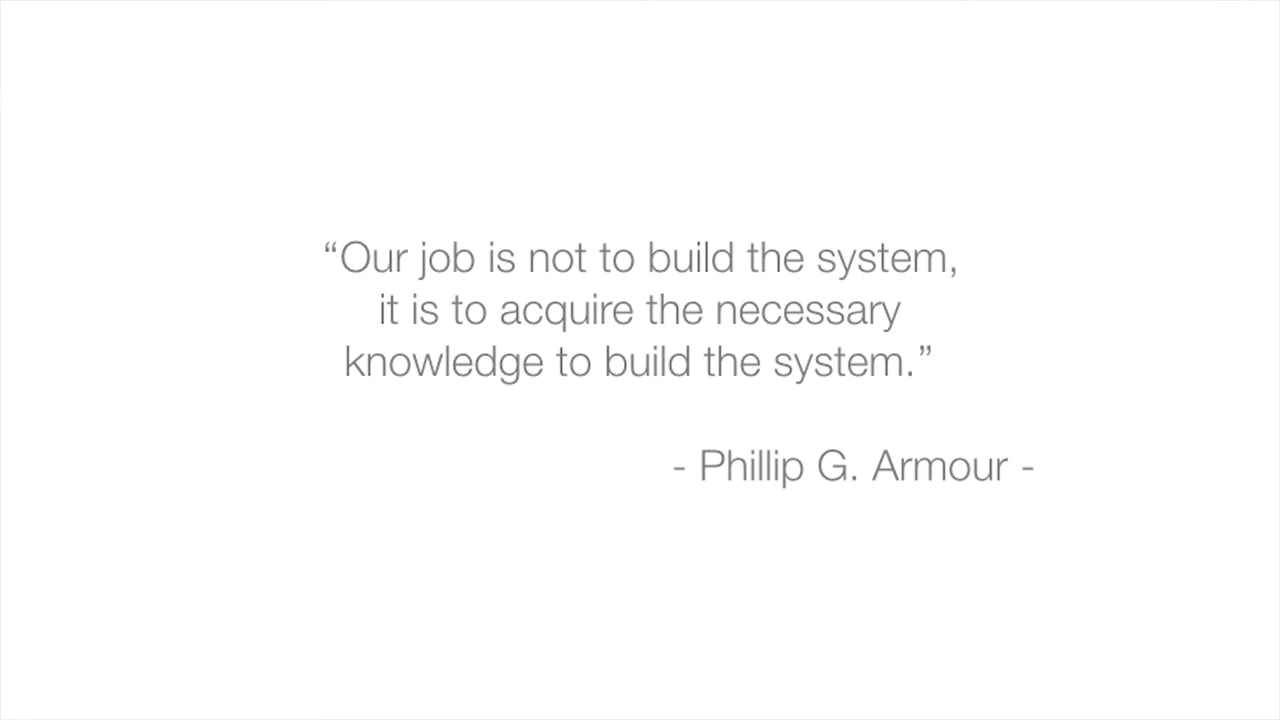 “Our job is not to build the system,
it is to acquire the necessary
knowledge to build the system.”
- Phillip G. Armour -